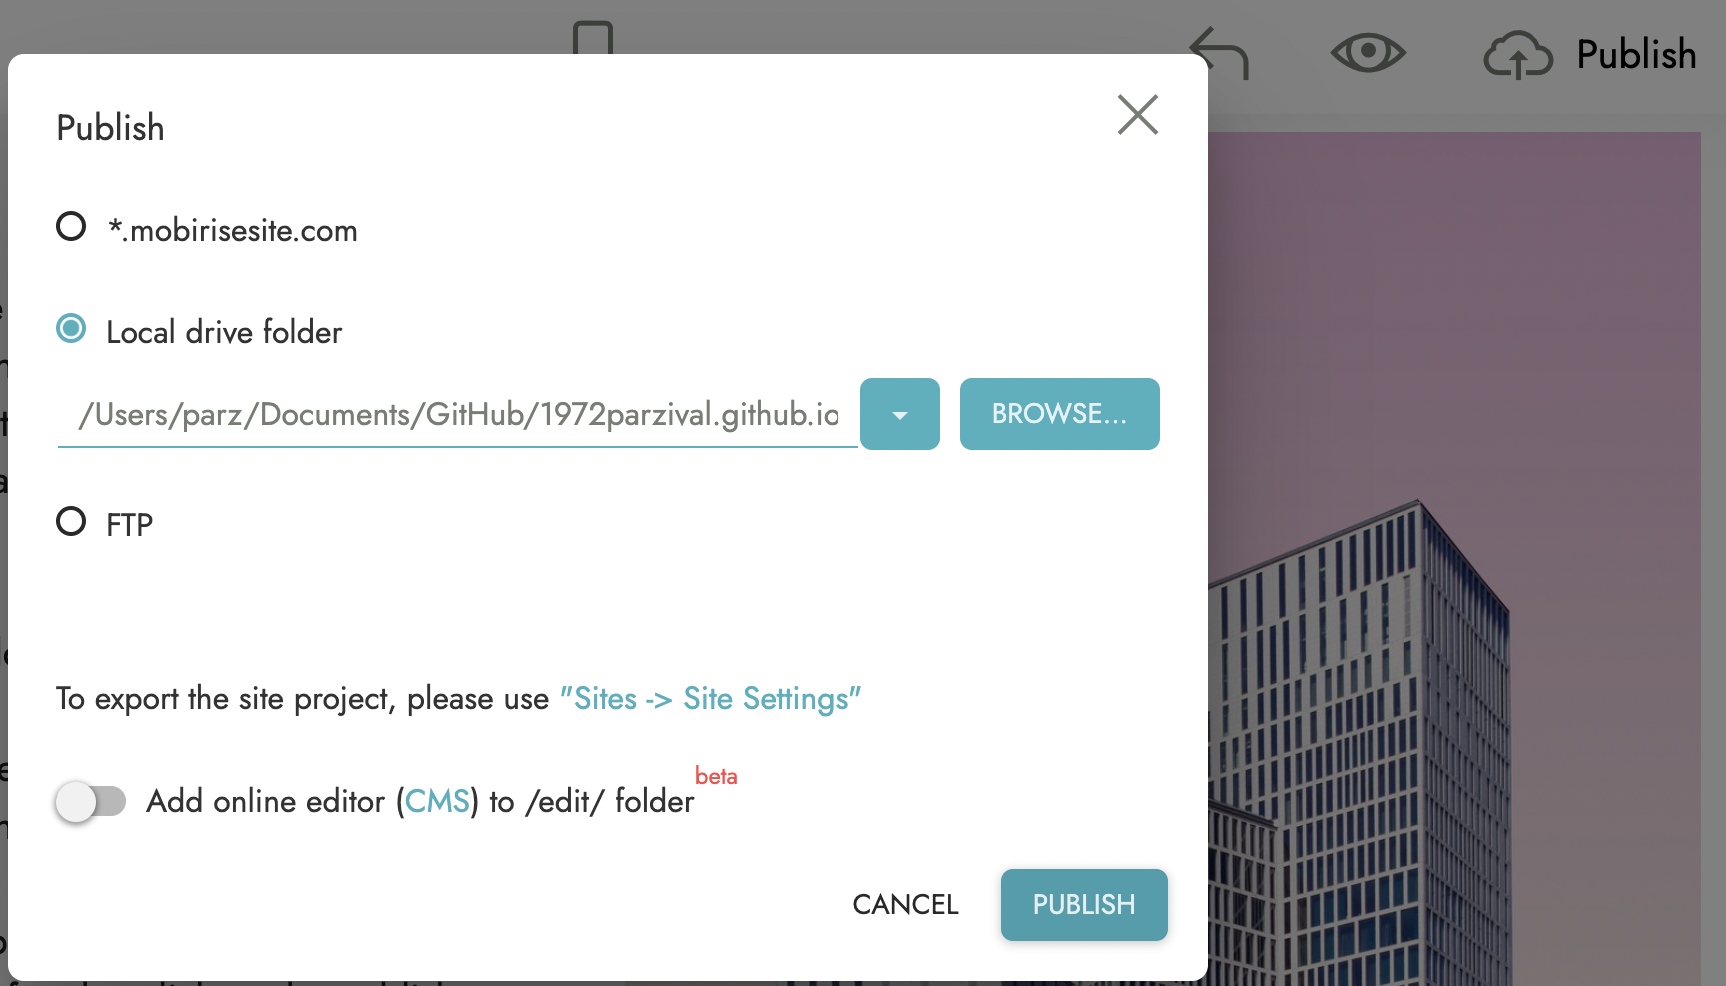 Publish
Publish
*.mobirisesite.com
Local drive folder
/Users/parz/Documents/GitHub/1972parzival.github.io
BROWSE...
FTP
To export the site project, please use "Sites -> Site Settings"
beta
Add online editor (CMS) to /edit/ folder
CANCEL
PUBLISH